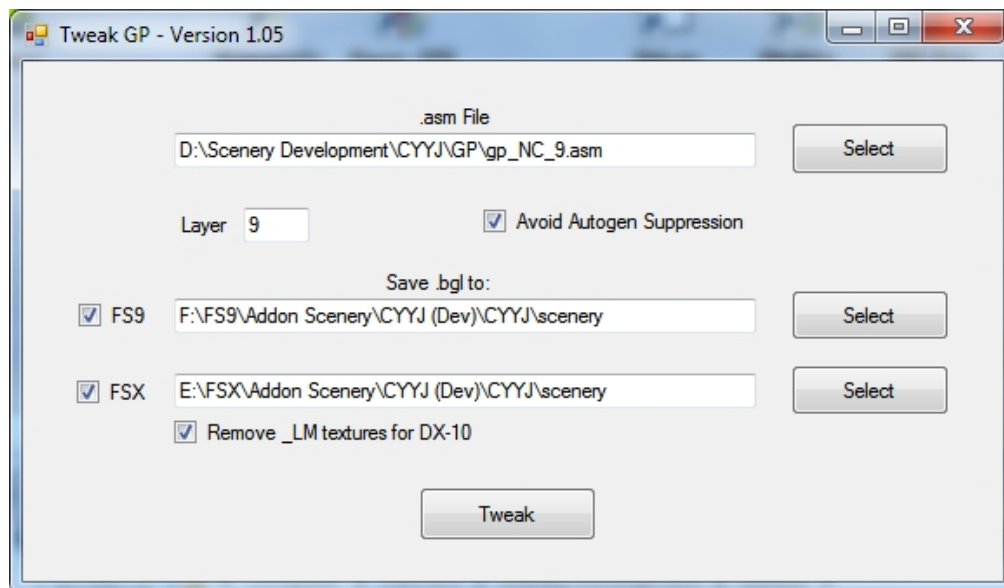 Tweak GP - Version 1.05
.asm File
D:\Scenery Development\CYYJ\GP\gp_NC_9.asm
Select
Layer 9
Avoid Autogen Suppression
Save .bgl to:
FS9 F:\FS9\Addon Scenery\CYYJ (Dev)\CYYJ\scenery Select
FSX E:\FSX\Addon Scenery\CYYJ (Dev)\CYYJ\scenery Select
Remove _LM textures for DX-10
Tweak